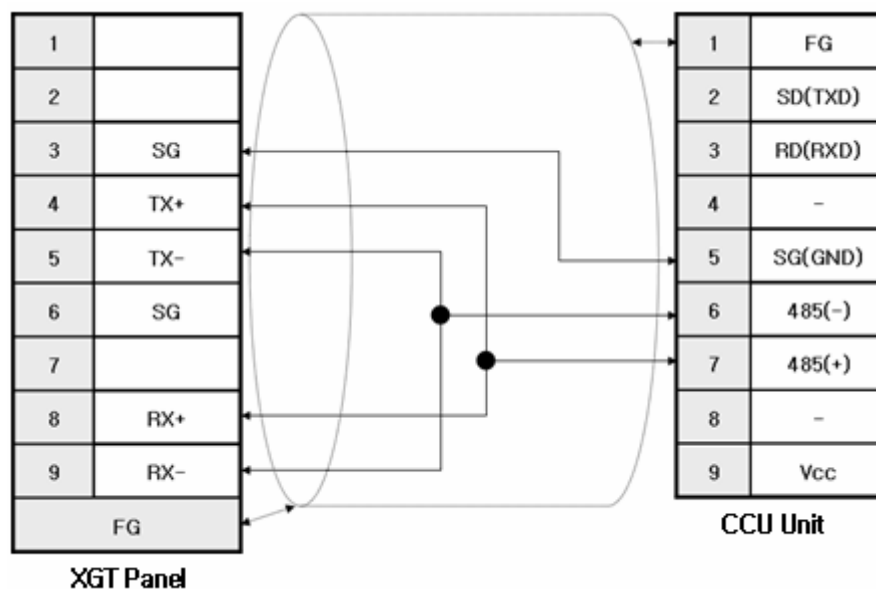 1
2
3 SG
4 TX+
5 TX-
6 SG
7
8 RX+
9 RX-
FG
XGT Panel
1 FG
2 SD(TXD)
3 RD(RXD)
4 -
5 SG(GND)
6 485(-)
7 485(+)
8 -
9 Vcc
CCU Unit